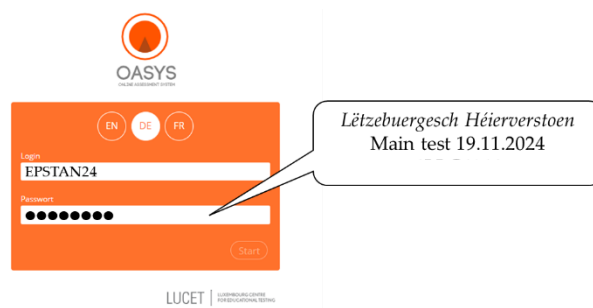 OASYS
ONLINE ASSESSMENT SYSTEM
EN DE FR
Login
EPSTAN24
Passwort
●●●●●●●●
Start
Lëtzebuergesch Héierverstoen
Main test 19.11.2024
LUCET
LUXEMBOURG CENTRE
FOR EDUCATIONAL TESTING